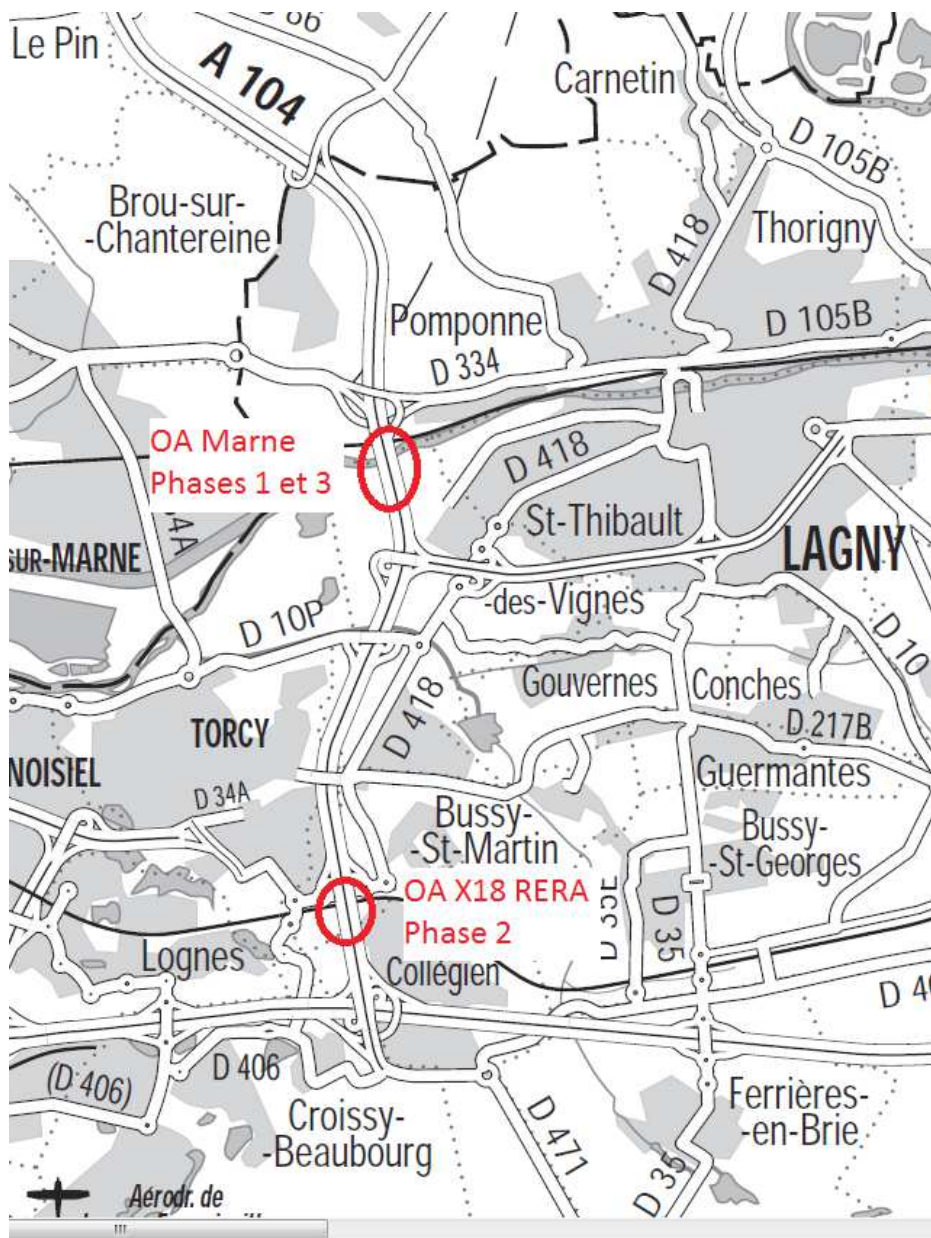 Le Pin
A 104
Carnetin
D 105B
Brou-sur-
-Chantereine
D 418
Thorigny
Pomponne
D 105B
D 334
OA Marne
Phases 1 et 3
D 418
St-Thibault
LAGNY
SUR-MARNE
-des-Vignes
D 10P
D 10
Gouvernes
Conches
D 418
TORCY
D 217B
NOISIEL
D 34A
Guermantes
Bussy-
-St-Martin
Bussy-
-St-Georges
OA X18 RERA
Phase 2
D 35
Lognes
Collégien
D 406
(D 406)
Croissy-
-Beaubourg
D 471
D 35
Ferrières-
-en-Brie
Aérodr. de